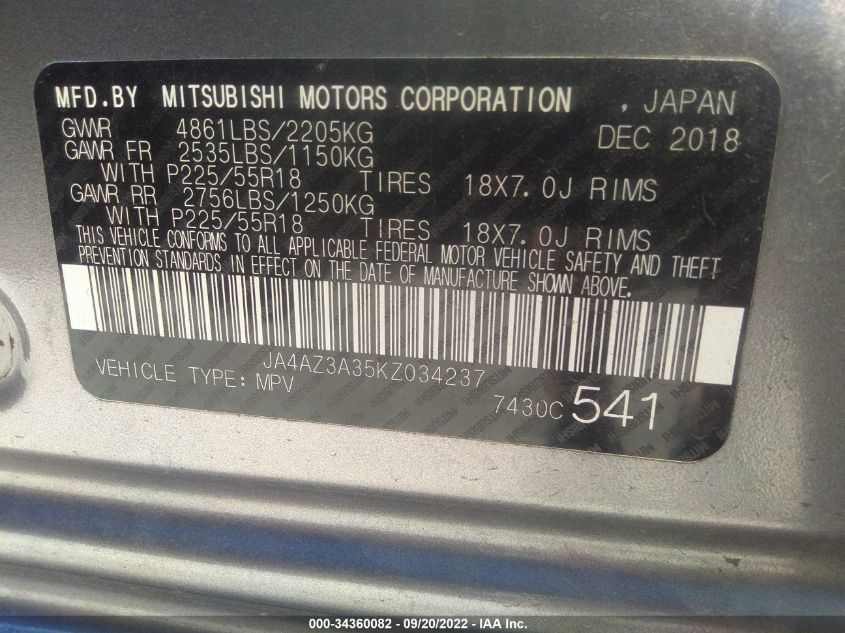 MFD.BY MITSUBISHI MOTORS CORPORATION , JAPAN
GVWR 4861LBS/2205KG DEC 2018
GAWR FR 2535LBS/1150KG
WITH P225/55R18 TIRES 18X7.0J RIMS
GAWR RR 2756LBS/1250KG
WITH P225/55R18 TIRES 18X7.0J RIMS
THIS VEHICLE CONFORMS TO ALL APPLICABLE FEDERAL MOTOR VEHICLE SAFETY AND THEFT
PREVENTION STANDARDS IN EFFECT ON THE DATE OF MANUFACTURE SHOWN ABOVE.
JA4AZ3A35KZ034237
VEHICLE TYPE: MPV
7430C 541
000-34360082 - 09/20/2022 - IAA Inc.